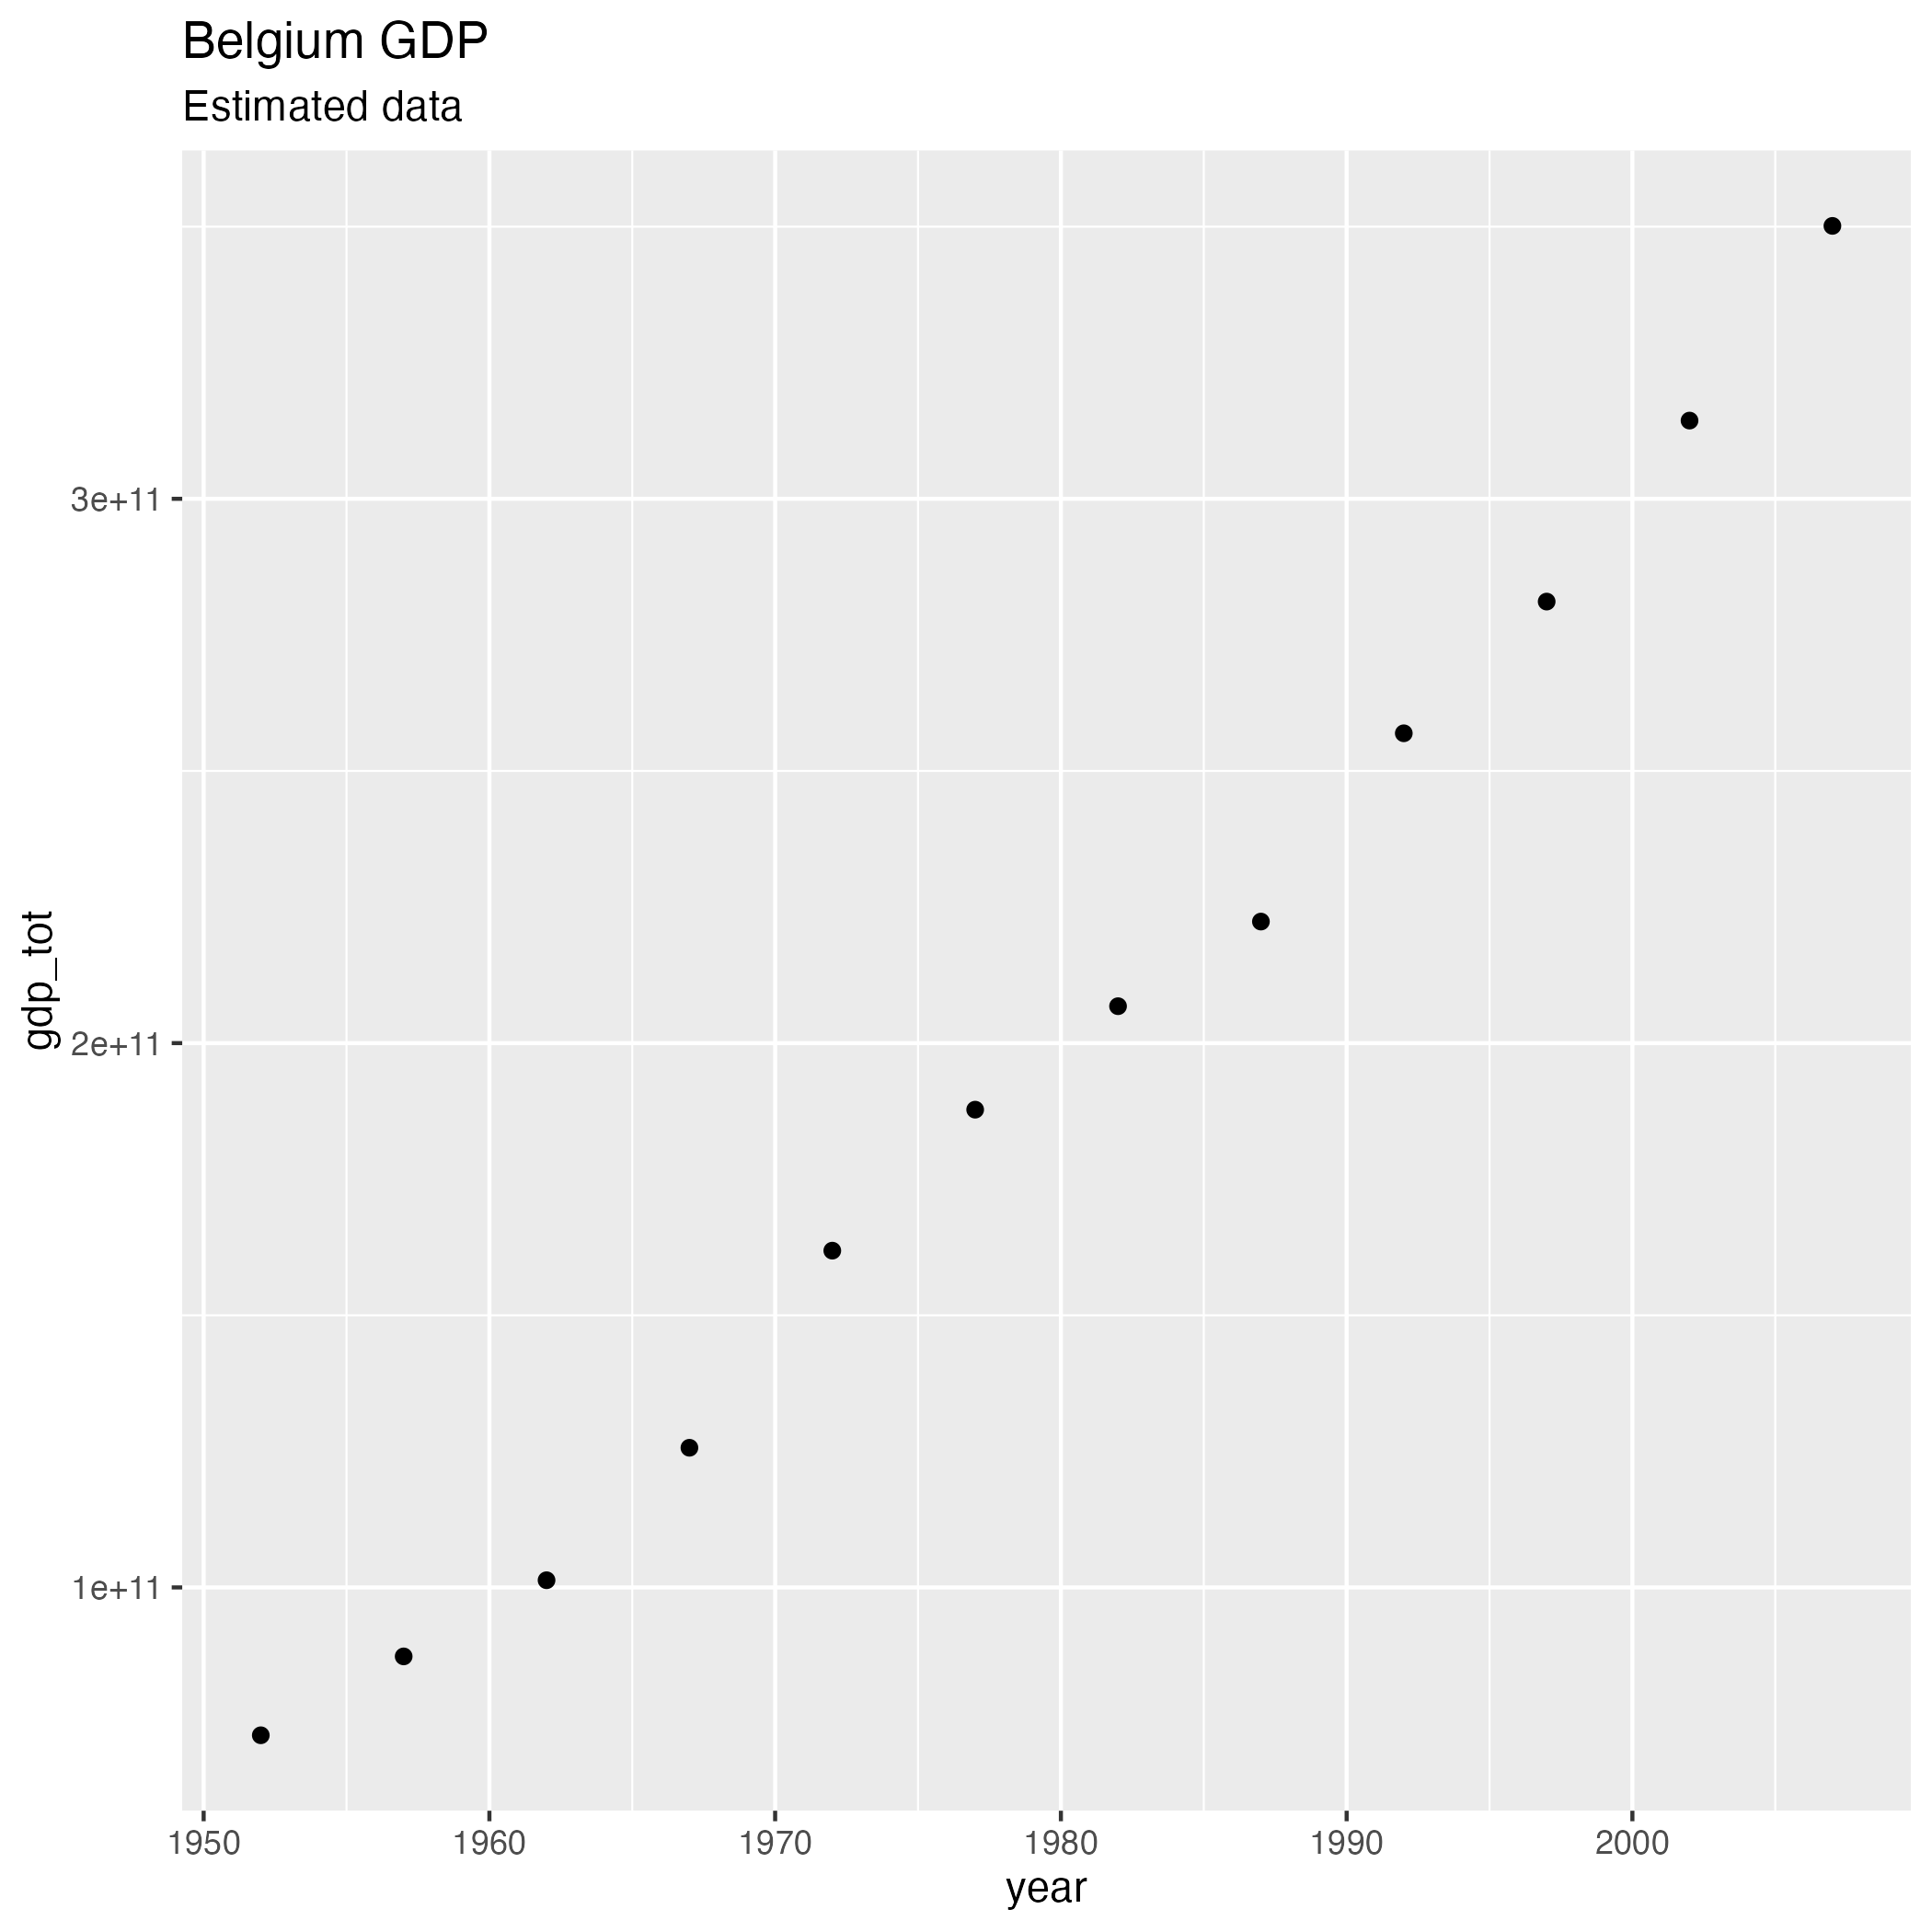 Belgium GDP
Estimated data
gdp_tot
3e+11
2e+11
1e+11
1950 1960 1970 1980 1990 2000
year